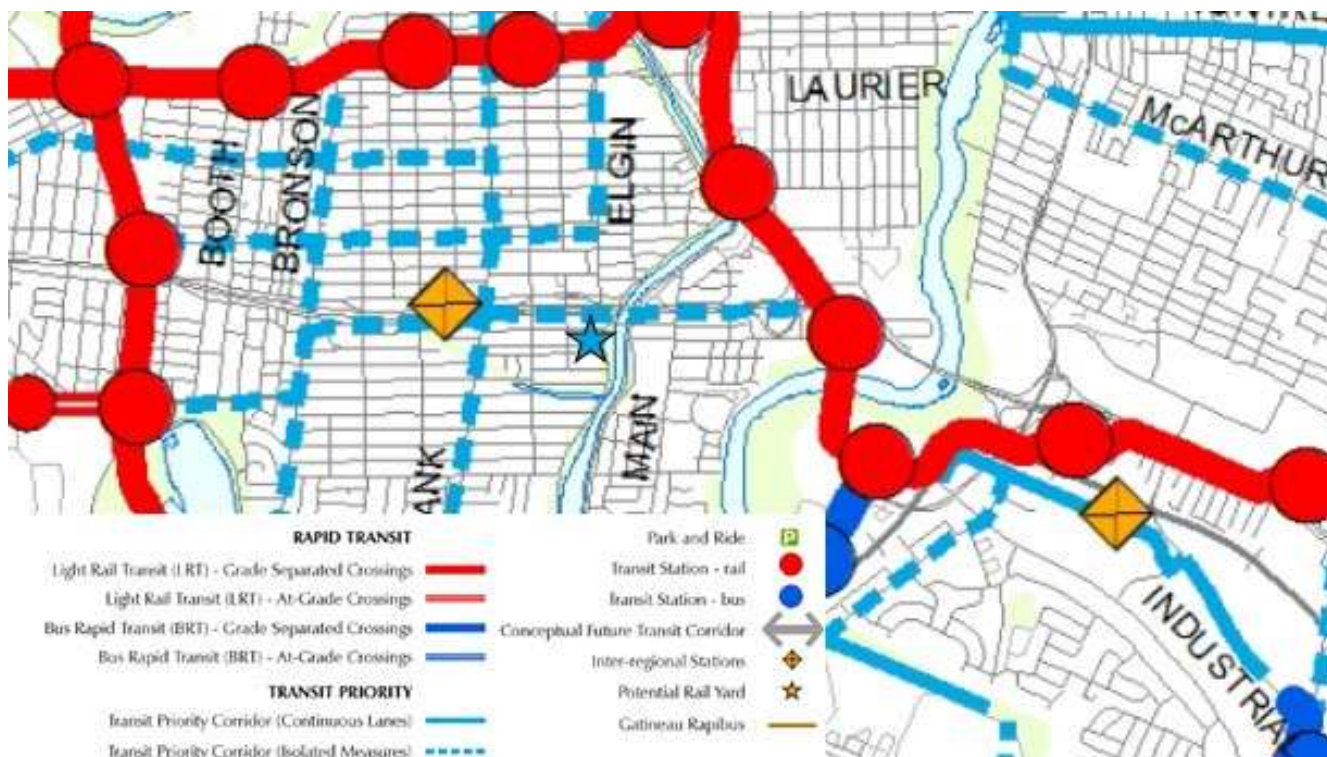 LAURIER
McARTHUR
BOOTH
BRONSON
ELGIN
MAIN
ANK
INDUSTRIA
RAPID TRANSIT
Light Rail Transit (LRT) - Grade Separated Crossings
Light Rail Transit (LRT) - At-Grade Crossings
Bus Rapid Transit (BRT) - Grade Separated Crossings
Bus Rapid Transit (BRT) - At-Grade Crossings
TRANSIT PRIORITY
Transit Priority Corridor (Continuous Lanes)
Transit Priority Corridor (Isolated Measures)
Park and Ride
P
Transit Station - rail
Transit Station - bus
Conceptual Future Transit Corridor
Inter-regional Stations
Potential Rail Yard
Gatineau Rapibus